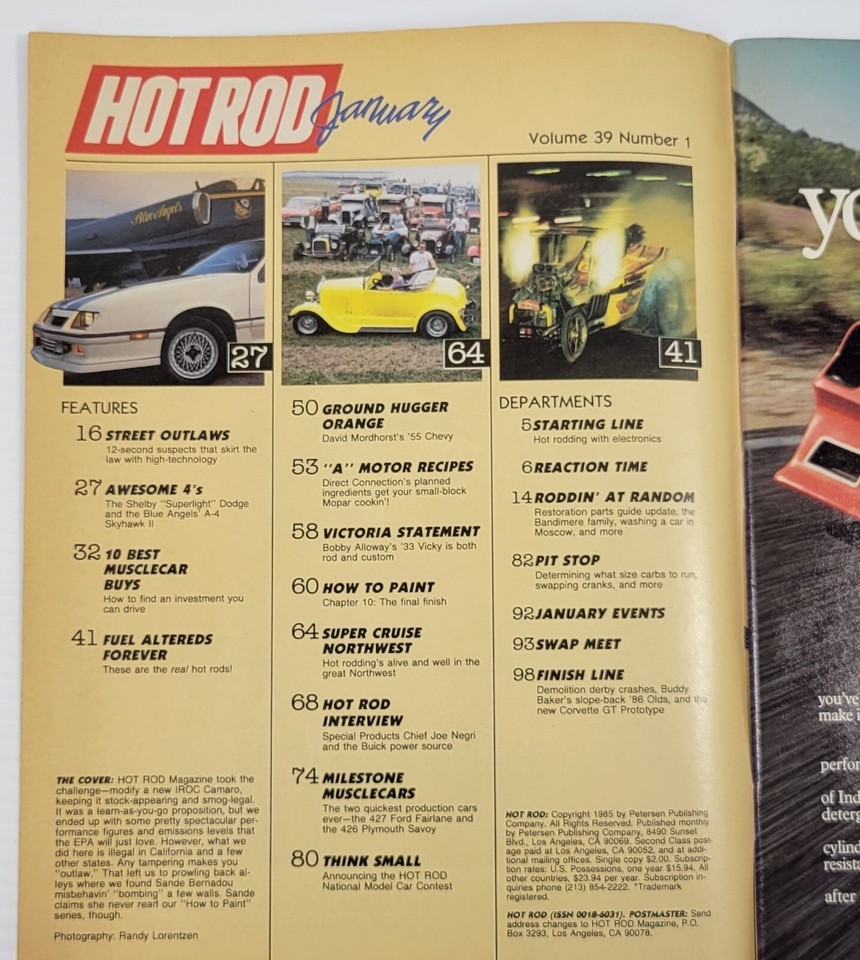 HOT ROD January
Volume 39 Number 1
Blue Angels
27
64
41
FEATURES
16 STREET OUTLAWS
12-second suspects that skirt the
law with high-technology
27 AWESOME 4's
The Shelby "Superlight" Dodge
and the Blue Angels' A-4
Skyhawk II
32 10 BEST
MUSCLECAR
BUYS
How to find an investment you
can drive
41 FUEL ALTEREDS
FOREVER
These are the real hot rods!
THE COVER: HOT ROD Magazine took the
challenge—modify a new IROC Camaro,
keeping it stock-appearing and smog-legal.
It was a learn-as-you-go proposition, but we
ended up with some pretty spectacular per-
formance figures and emissions levels that
the EPA will just love. However, what we
did here is illegal in California and a few
other states. Any tampering makes you
"outlaw." That left us to prowling back al-
leys where we found Sande Bernadou
misbehavin' "bombing" a few walls. Sande
claims she never read our "How to Paint"
series, though.
Photography: Randy Lorentzen
50 GROUND HUGGER
ORANGE
David Mordhorst's '55 Chevy
53 "A" MOTOR RECIPES
Direct Connection's planned
ingredients get your small-block
Mopar cookin'!
58 VICTORIA STATEMENT
Bobby Alloway's '33 Vicky is both
rod and custom
60 HOW TO PAINT
Chapter 10: The final finish
64 SUPER CRUISE
NORTHWEST
Hot rodding's alive and well in the
great Northwest
68 HOT ROD
INTERVIEW
Special Products Chief Joe Negri
and the Buick power source
74 MILESTONE
MUSCLECARS
The two quickest production cars
ever—the 427 Ford Fairlane and
the 426 Plymouth Savoy
80 THINK SMALL
Announcing the HOT ROD
National Model Car Contest
DEPARTMENTS
5 STARTING LINE
Hot rodding with electronics
6 REACTION TIME
14 RODDIN' AT RANDOM
Restoration parts guide update, the
Bandimere family, washing a car in
Moscow, and more
82 PIT STOP
Determining what size carbs to run,
swapping cranks, and more
92 JANUARY EVENTS
93 SWAP MEET
98 FINISH LINE
Demolition derby crashes, Buddy
Baker's slope-back '86 Olds, and the
new Corvette GT Prototype
HOT ROD: Copyright 1985 by Petersen Publishing
Company. All Rights Reserved. Published monthly
by Petersen Publishing Company, 8490 Sunset
Blvd., Los Angeles, CA 90069. Second Class post-
age paid at Los Angeles, CA 90052, and at addi-
tional mailing offices. Single copy $2.00. Subscrip-
tion rates: U.S. Possessions, one year $15.94. All
other countries, $23.94 per year. Subscription in-
quiries phone (213) 854-2222. *Trademark
registered.
HOT ROD (ISSN 0018-6031). POSTMASTER: Send
address changes to HOT ROD Magazine, P.O.
Box 3293, Los Angeles, CA 90078.
yo
you've
make i
perfor
of Ind
deterg
cylind
resista
after